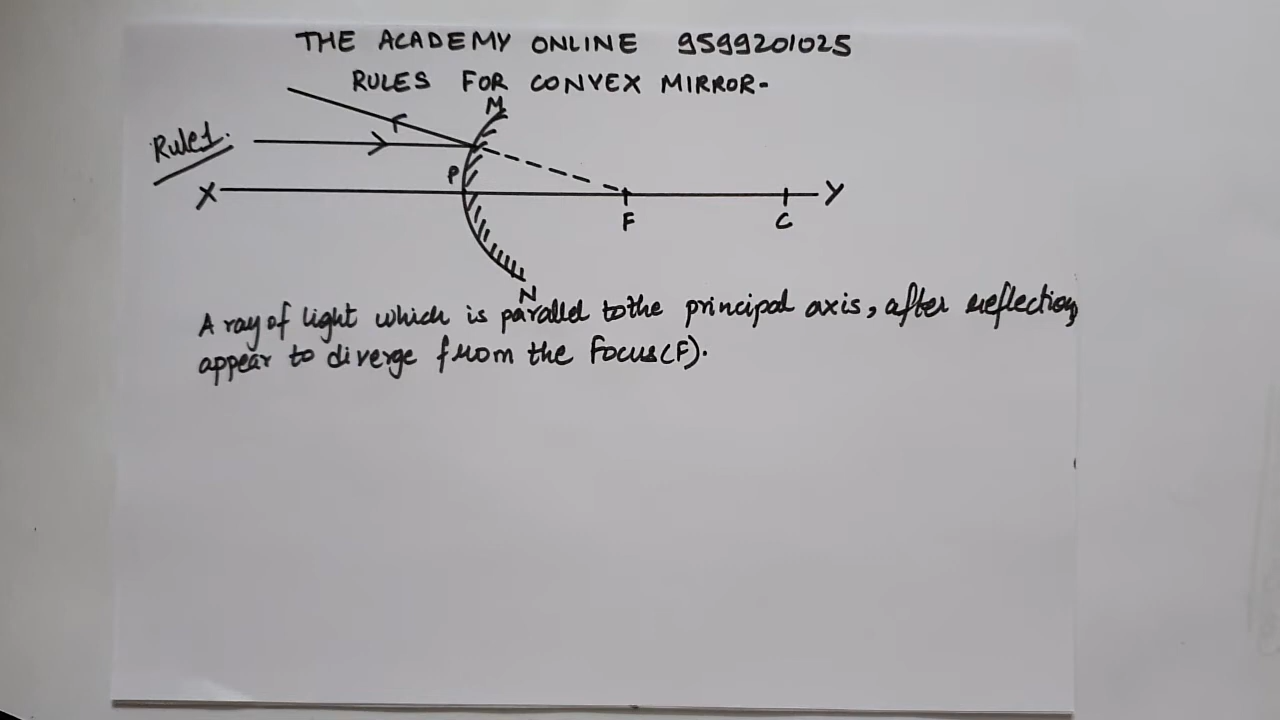 THE ACADEMY ONLINE 9599201025
RULES FOR CONVEX MIRROR-
M
Rule1.
P
X
Y
F
C
N
A ray of light which is parallel to the principal axis, after reflection,
appear to diverge from the Focus(F).